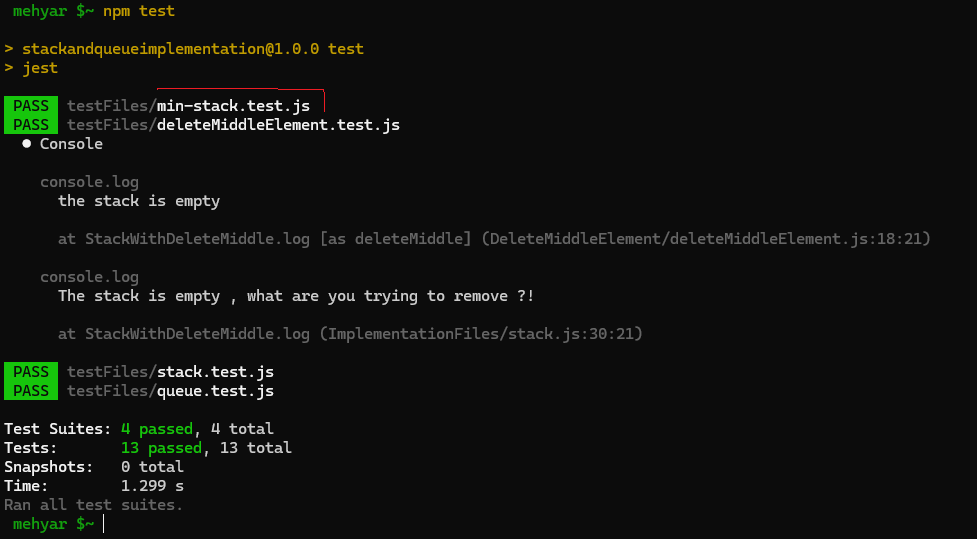 mehyar $~ npm test
> stackandqueueimplementation@1.0.0 test
> jest
PASS testFiles/min-stack.test.js
PASS testFiles/deleteMiddleElement.test.js
● Console
console.log
the stack is empty
at StackWithDeleteMiddle.log [as deleteMiddle] (DeleteMiddleElement/deleteMiddleElement.js:18:21)
console.log
The stack is empty , what are you trying to remove ?!
at StackWithDeleteMiddle.log (ImplementationFiles/stack.js:30:21)
PASS testFiles/stack.test.js
PASS testFiles/queue.test.js
Test Suites: 4 passed, 4 total
Tests: 13 passed, 13 total
Snapshots: 0 total
Time: 1.299 s
Ran all test suites.
mehyar $~